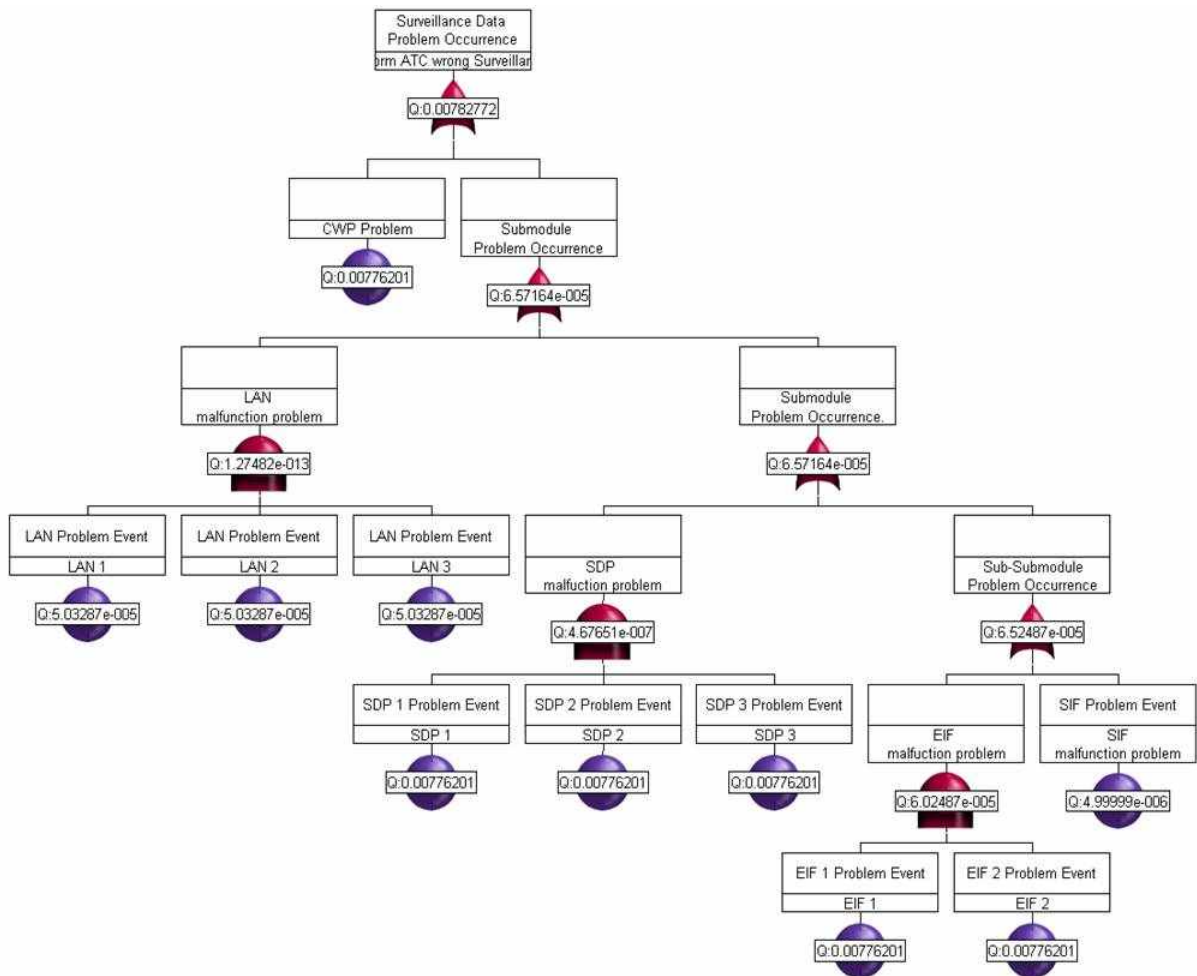 Surveillance Data
Problem Occurrence
orm ATC wrong Surveillar
Q:0.00782772
CWP Problem
Submodule
Problem Occurrence
Q:0.00776201
Q:6.57164e-005
LAN
malfunction problem
Submodule
Problem Occurrence.
Q:1.27482e-013
Q:6.57164e-005
LAN Problem Event
LAN 1
LAN Problem Event
LAN 2
LAN Problem Event
LAN 3
SDP
malfuction problem
Sub-Submodule
Problem Occurrence
Q:5.03287e-005
Q:5.03287e-005
Q:5.03287e-005
Q:4.67651e-007
Q:6.52487e-005
SDP 1 Problem Event
SDP 1
SDP 2 Problem Event
SDP 2
SDP 3 Problem Event
SDP 3
EIF
malfuction problem
SIF Problem Event
SIF
malfunction problem
Q:0.00776201
Q:0.00776201
Q:0.00776201
Q:6.02487e-005
Q:4.99999e-006
EIF 1 Problem Event
EIF 1
EIF 2 Problem Event
EIF 2
Q:0.00776201
Q:0.00776201